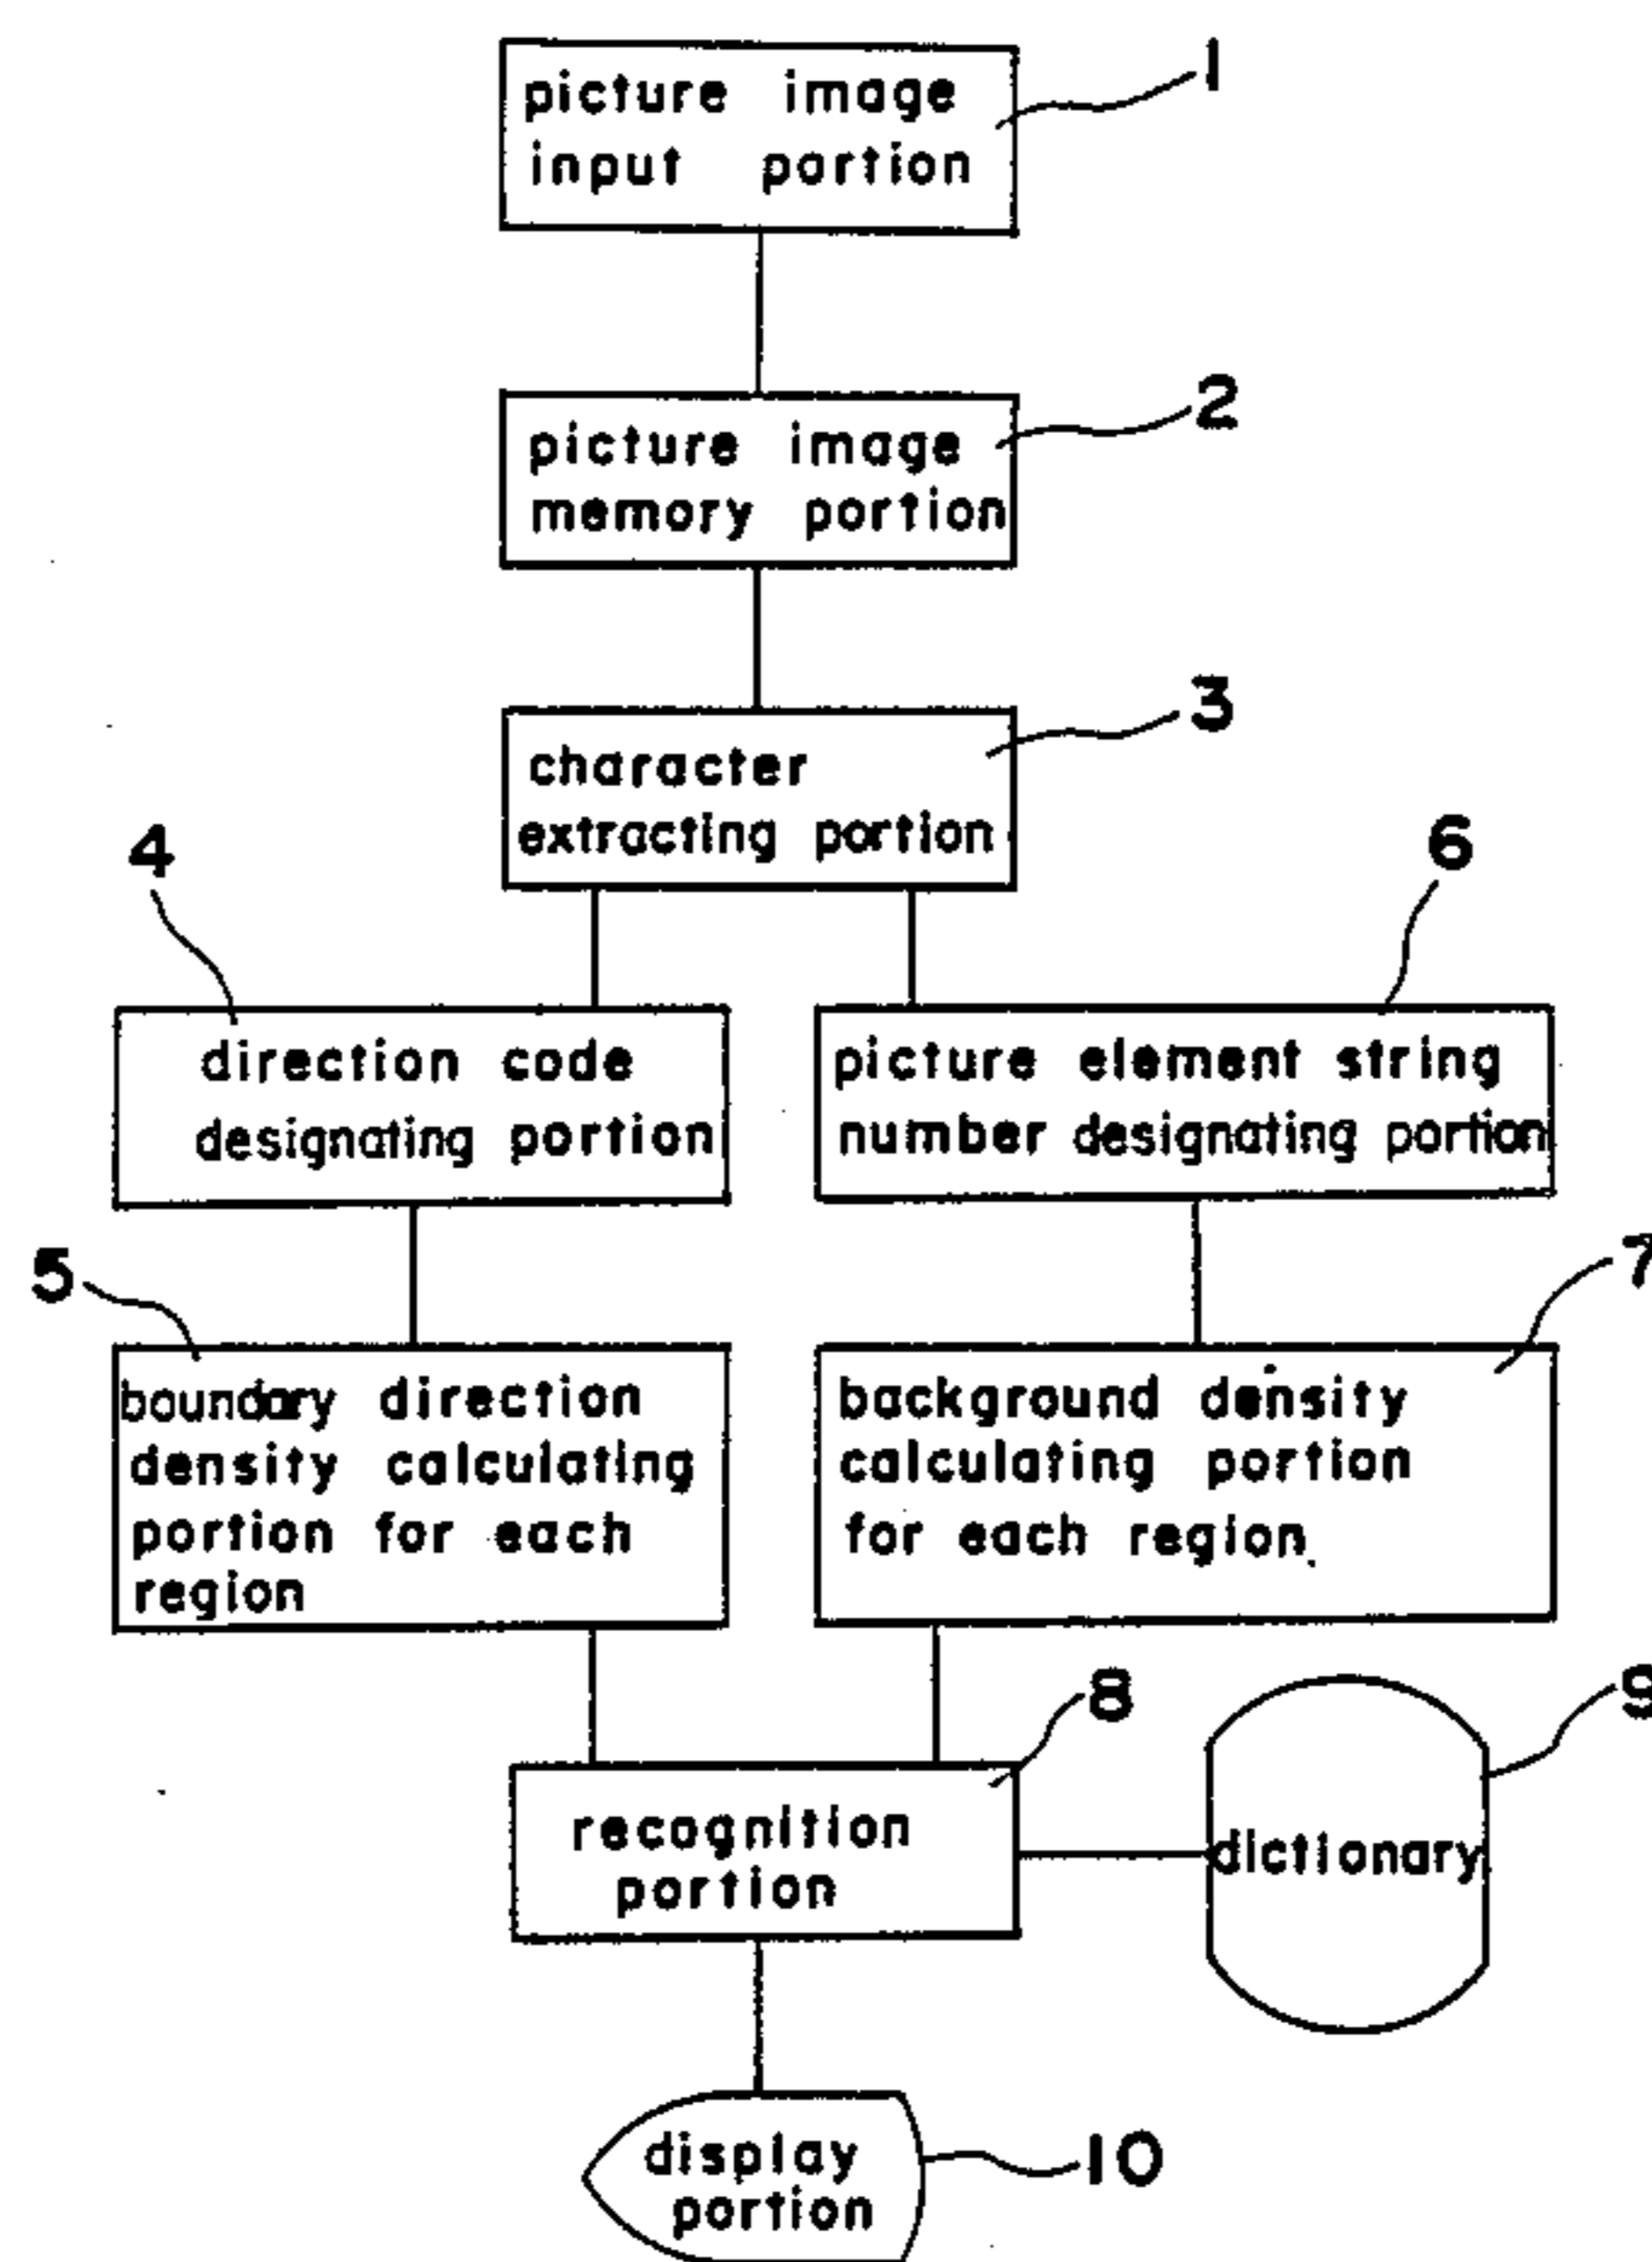 picture image
input portion
1
picture image
memory portion
2
character
extracting portion
3
4
direction code
designating portion
6
picture element string
number designating portion
5
boundary direction
density calculating
portion for each
region
7
background density
calculating portion
for each region
8
recognition
portion
9
dictionary
display
portion
10